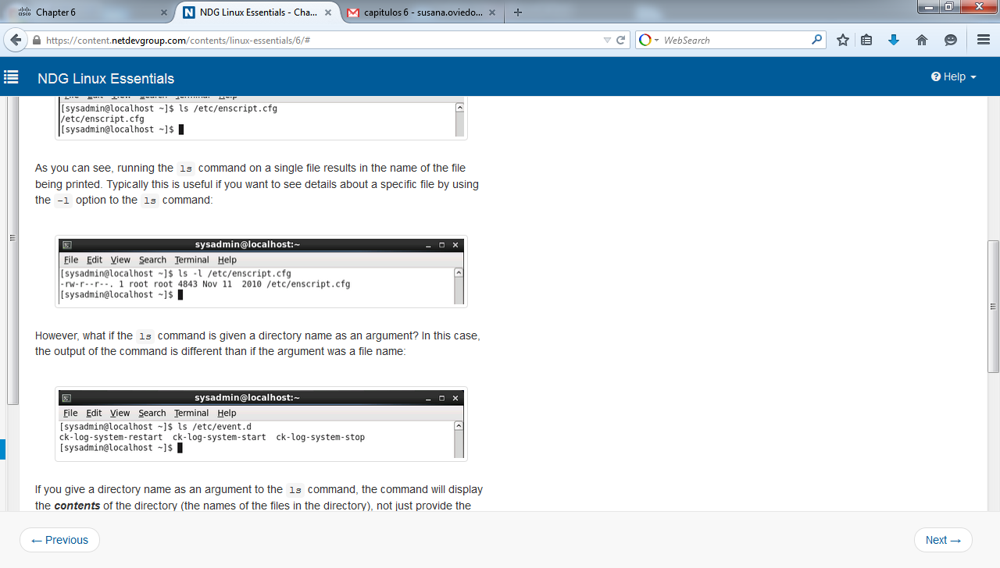 Chapter 6
NDG Linux Essentials - Cha...
capitulos 6 - susana.oviedo...
https://content.netdevgroup.com/contents/linux-essentials/6/#
WebSearch
NDG Linux Essentials
Help
File Edit View Search Terminal Help
[sysadmin@localhost ~]$ ls /etc/enscript.cfg
/etc/enscript.cfg
[sysadmin@localhost ~]$
As you can see, running the ls command on a single file results in the name of the file
being printed. Typically this is useful if you want to see details about a specific file by using
the -l option to the ls command:
sysadmin@localhost:~
File Edit View Search Terminal Help
[sysadmin@localhost ~]$ ls -l /etc/enscript.cfg
-rw-r--r--. 1 root root 4843 Nov 11  2010 /etc/enscript.cfg
[sysadmin@localhost ~]$
However, what if the ls command is given a directory name as an argument? In this case,
the output of the command is different than if the argument was a file name:
sysadmin@localhost:~
File Edit View Search Terminal Help
[sysadmin@localhost ~]$ ls /etc/event.d
ck-log-system-restart  ck-log-system-start  ck-log-system-stop
[sysadmin@localhost ~]$
If you give a directory name as an argument to the ls command, the command will display
the contents of the directory (the names of the files in the directory), not just provide the
← Previous
Next →